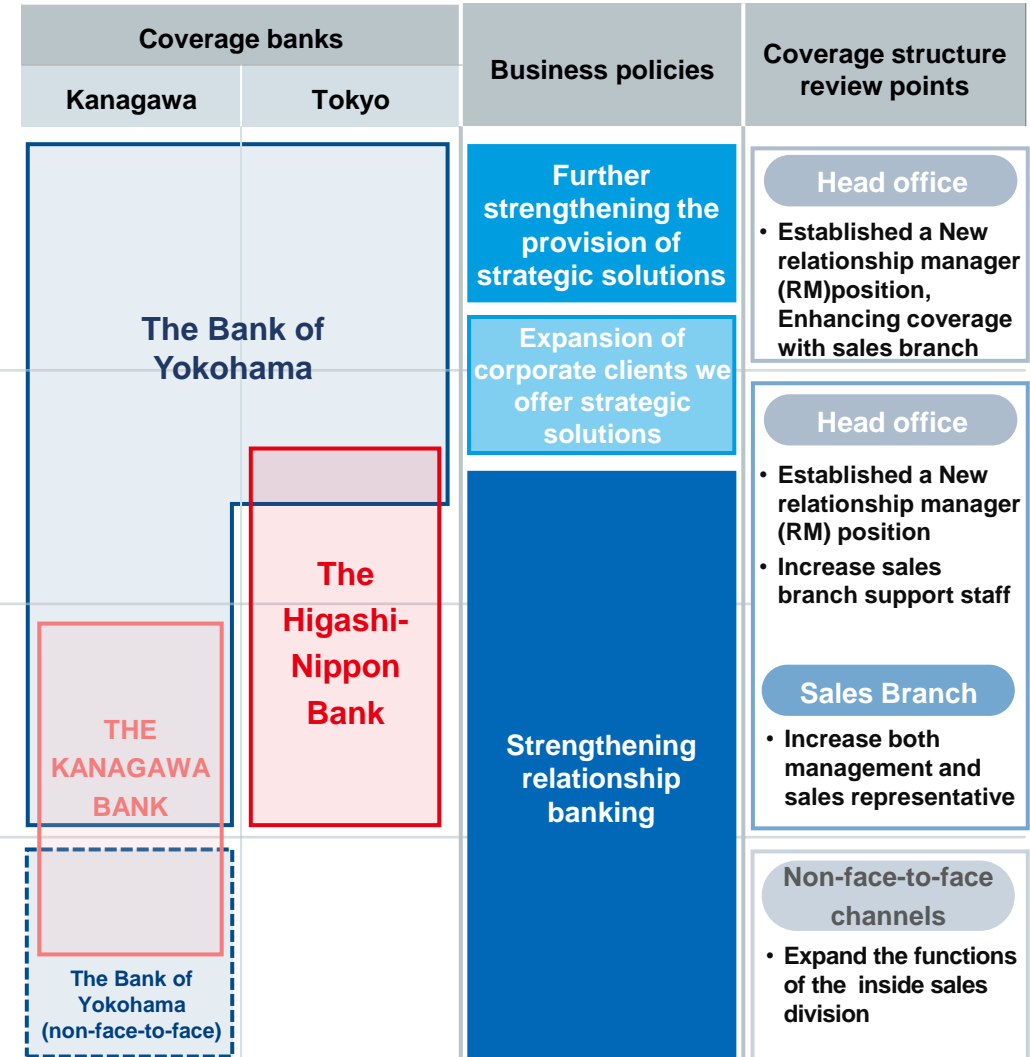 Coverage banks
Kanagawa
Tokyo
Business policies
Coverage structure
review points
The Bank of
Yokohama
The
Higashi-
Nippon
Bank
THE
KANAGAWA
BANK
The Bank of
Yokohama
(non-face-to-face)
Further
strengthening the
provision of
strategic solutions
Expansion of
corporate clients we
offer strategic
solutions
Strengthening
relationship
banking
Head office
• Established a New
relationship manager
(RM)position,
Enhancing coverage
with sales branch
Head office
• Established a New
relationship manager
(RM) position
• Increase sales
branch support staff
Sales Branch
• Increase both
management and
sales representative
Non-face-to-face
channels
• Expand the functions
of the inside sales
division